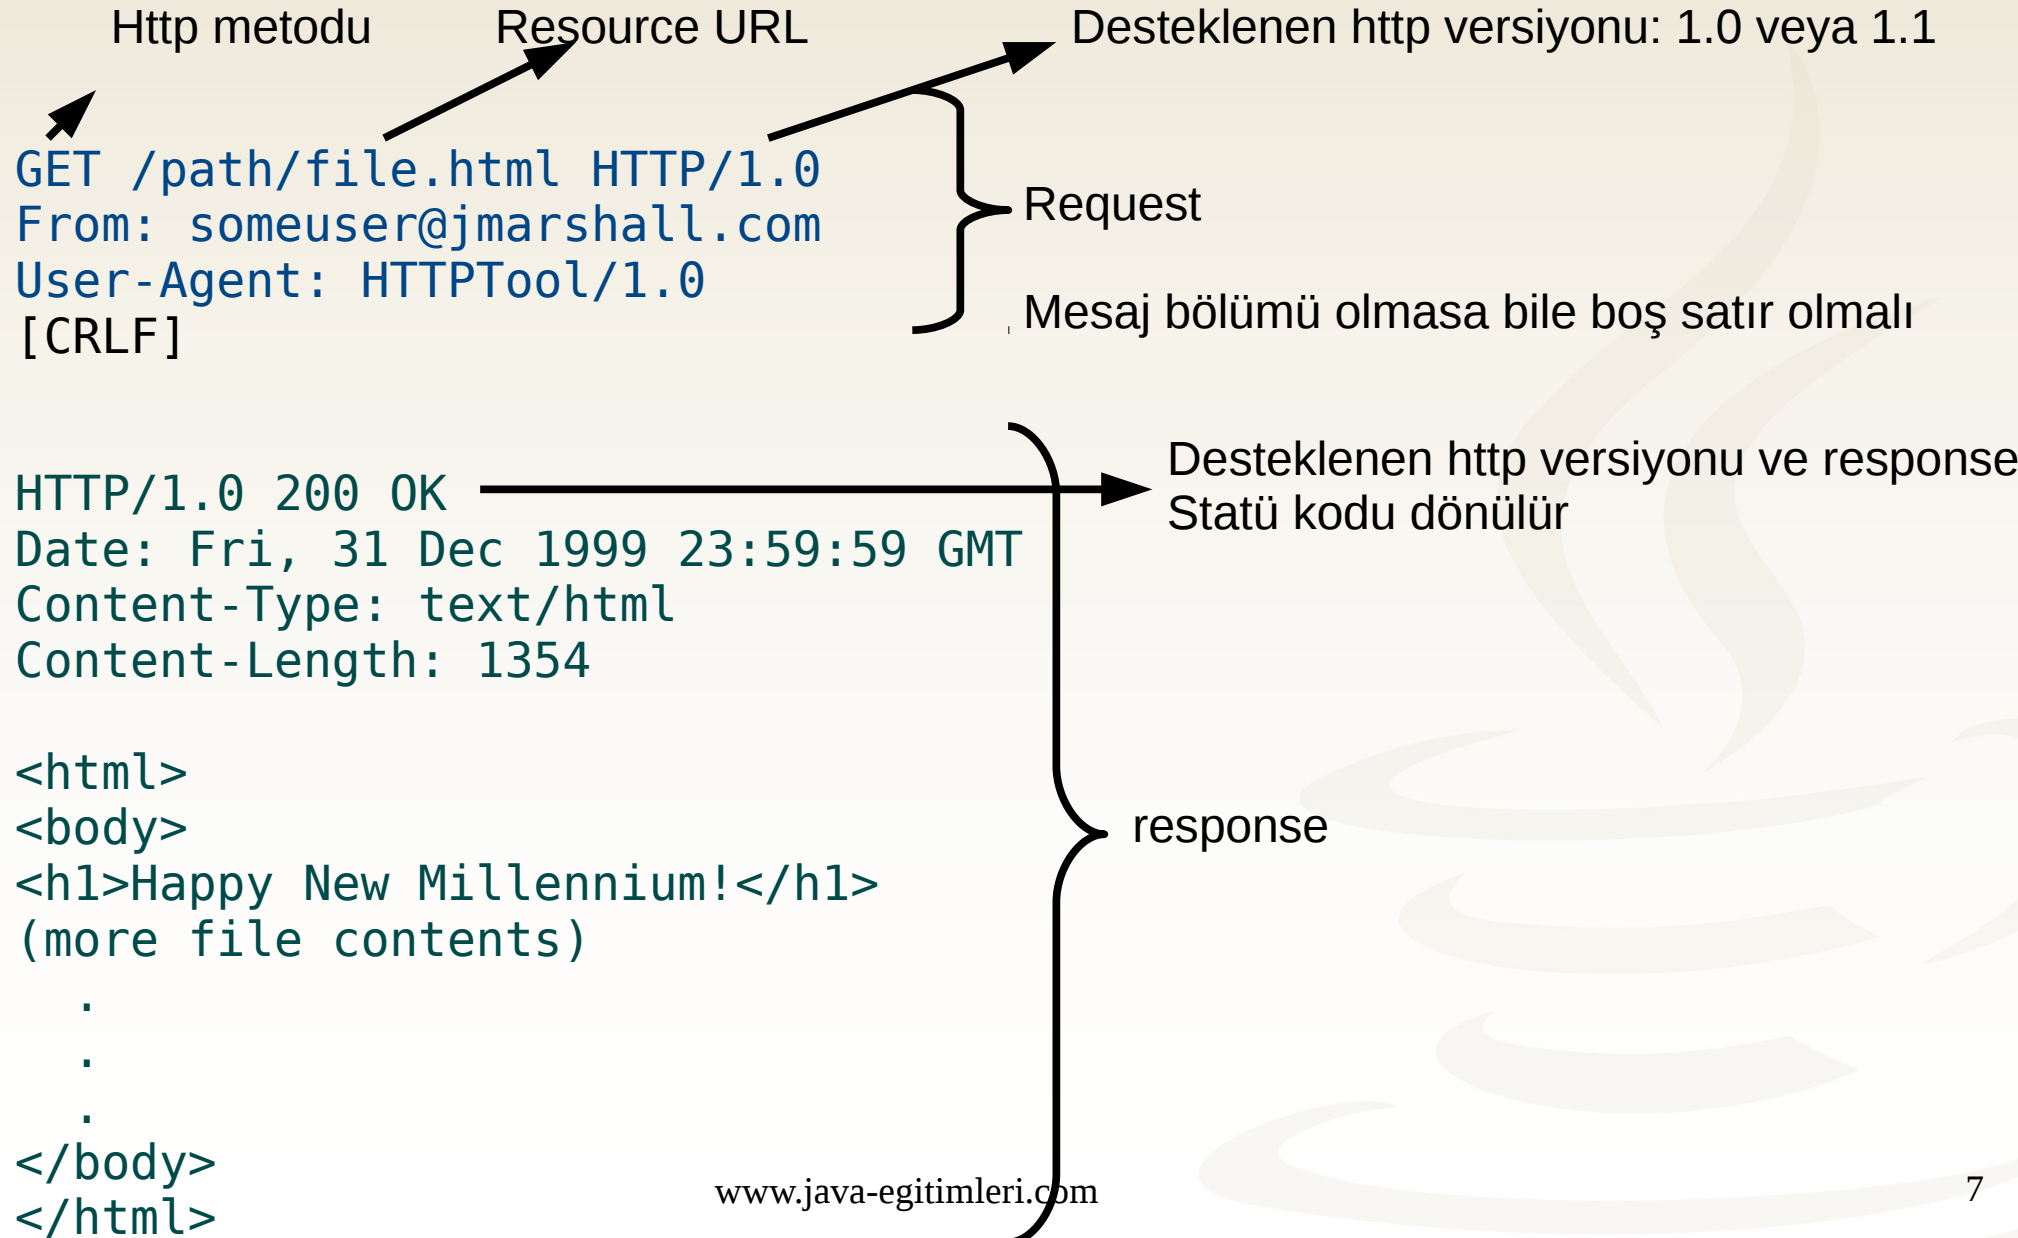 Http metodu
Resource URL
Desteklenen http versiyonu: 1.0 veya 1.1
GET /path/file.html HTTP/1.0
From: someuser@jmarshall.com
User-Agent: HTTPTool/1.0
[CRLF]
Request
Mesaj bölümü olmasa bile boş satır olmalı
HTTP/1.0 200 OK
Date: Fri, 31 Dec 1999 23:59:59 GMT
Content-Type: text/html
Content-Length: 1354
Desteklenen http versiyonu ve response
Statü kodu dönülür
<html>
<body>
<h1>Happy New Millennium!</h1>
(more file contents)
.
.
.
</body>
</html>
response
www.java-egitimleri.com
7